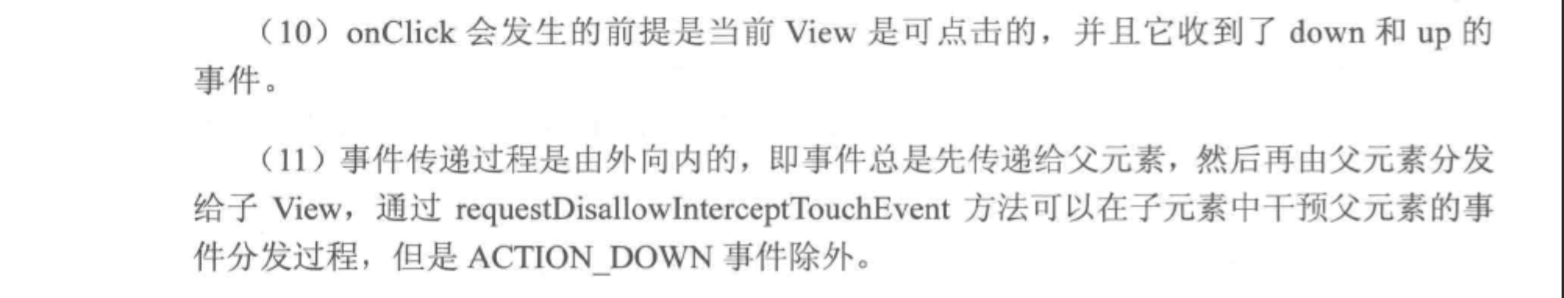 （10）onClick 会发生的前提是当前 View 是可点击的，并且它收到了 down 和 up 的
事件。
（11）事件传递过程是由外向内的，即事件总是先传递给父元素，然后再由父元素分发
给子 View，通过 requestDisallowInterceptTouchEvent 方法可以在子元素中干预父元素的事
件分发过程，但是 ACTION_DOWN 事件除外。